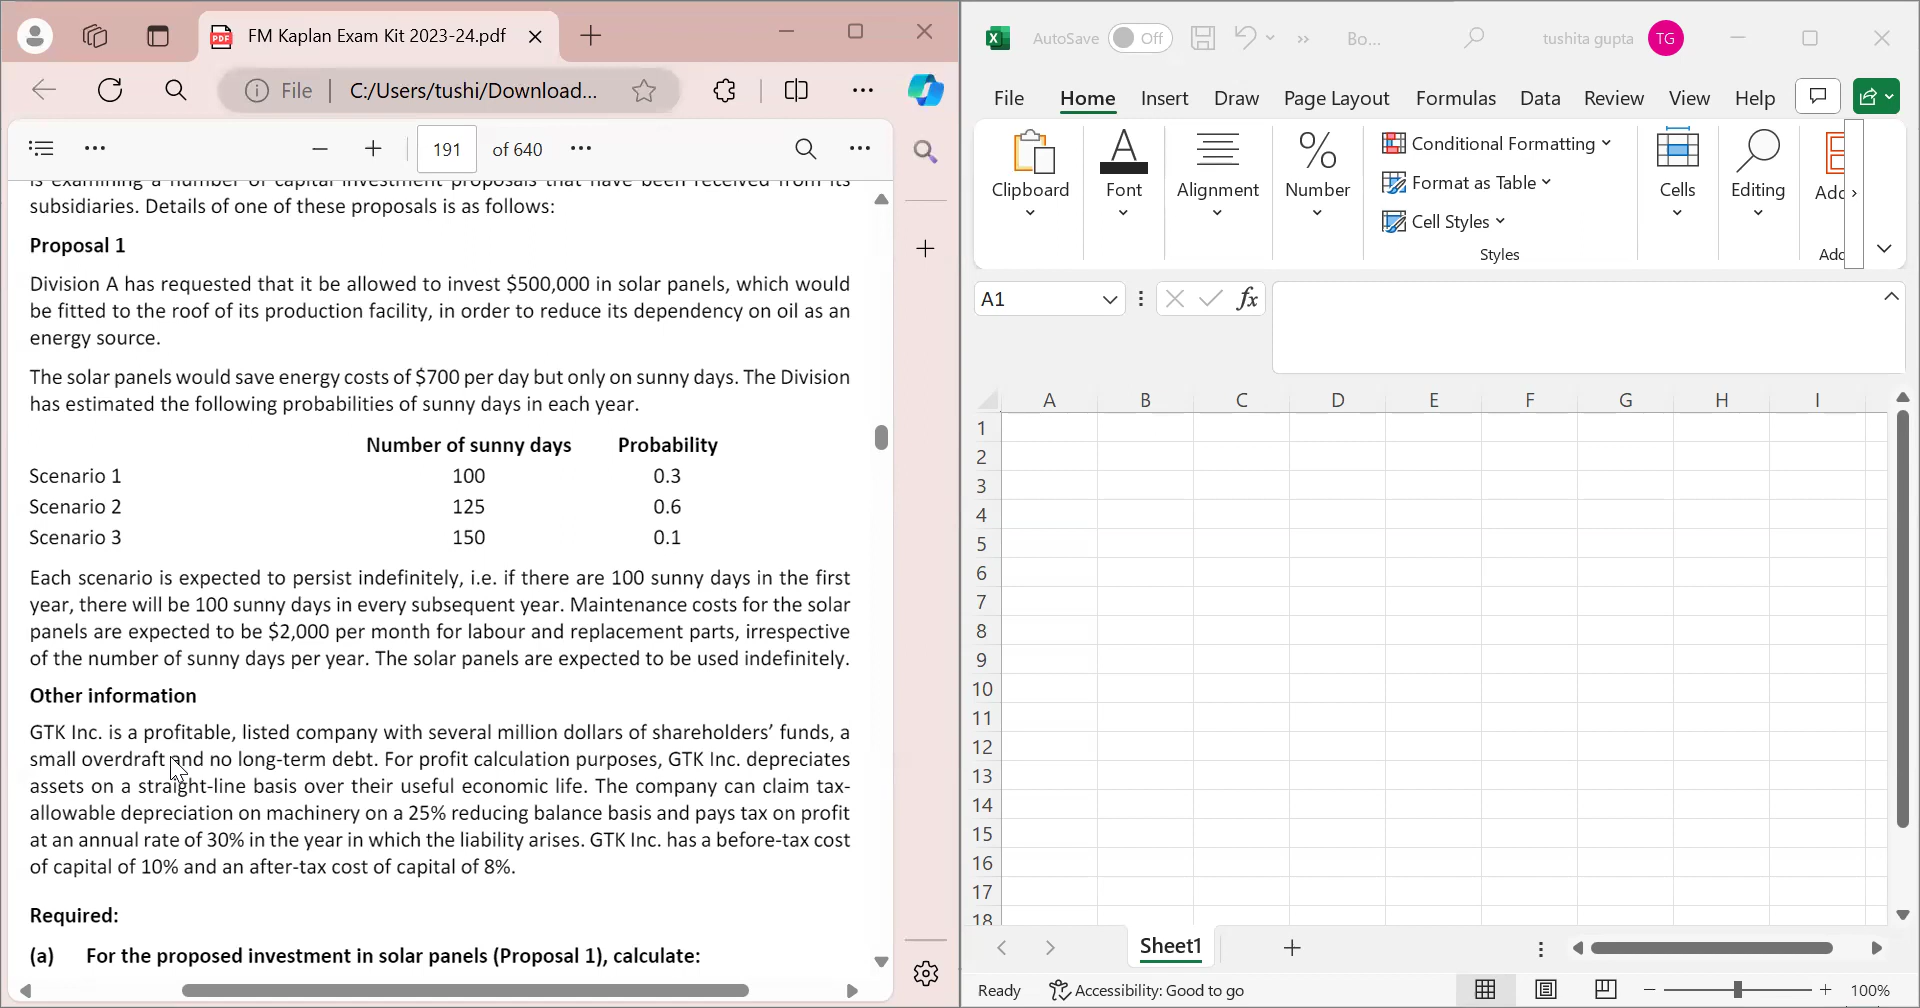 FM Kaplan Exam Kit 2023-24.pdf
File
C:/Users/tushi/Download...
191 of 640
is examining a number of capital investment proposals that have been received from its
subsidiaries. Details of one of these proposals is as follows:
Proposal 1
Division A has requested that it be allowed to invest $500,000 in solar panels, which would
be fitted to the roof of its production facility, in order to reduce its dependency on oil as an
energy source.
The solar panels would save energy costs of $700 per day but only on sunny days. The Division
has estimated the following probabilities of sunny days in each year.
Number of sunny days Probability
Scenario 1 100 0.3
Scenario 2 125 0.6
Scenario 3 150 0.1
Each scenario is expected to persist indefinitely, i.e. if there are 100 sunny days in the first
year, there will be 100 sunny days in every subsequent year. Maintenance costs for the solar
panels are expected to be $2,000 per month for labour and replacement parts, irrespective
of the number of sunny days per year. The solar panels are expected to be used indefinitely.
Other information
GTK Inc. is a profitable, listed company with several million dollars of shareholders' funds, a
small overdraft and no long-term debt. For profit calculation purposes, GTK Inc. depreciates
assets on a straight-line basis over their useful economic life. The company can claim tax-
allowable depreciation on machinery on a 25% reducing balance basis and pays tax on profit
at an annual rate of 30% in the year in which the liability arises. GTK Inc. has a before-tax cost
of capital of 10% and an after-tax cost of capital of 8%.
Required:
(a) For the proposed investment in solar panels (Proposal 1), calculate:
AutoSave Off Bo... tushita gupta TG
File Home Insert Draw Page Layout Formulas Data Review View Help
Clipboard Font Alignment Number Conditional Formatting Format as Table Cell Styles Styles Cells Editing Adc
Adc
A1 fx
A B C D E F G H I
1
2
3
4
5
6
7
8
9
10
11
12
13
14
15
16
17
18
Sheet1
Ready Accessibility: Good to go 100%